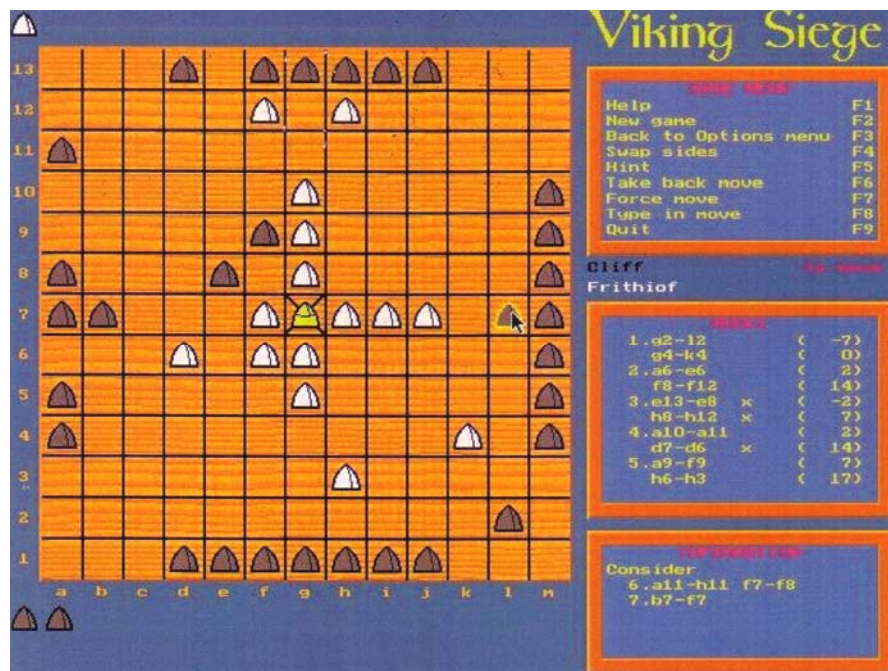 Viking Siege
Help F1
New game F2
Back to Options menu F3
Swap sides F4
Hint F5
Take back move F6
Force move F7
Type in move F8
Quit F9
Cliff
Frithiof
1.g2-l2 ( -7)
g4-k4 ( 0)
2.a6-e6 ( 2)
f8-f12 ( 14)
3.e13-e8 x ( -2)
h8-h12 x ( 7)
4.a10-a11 ( 2)
d7-d6 x ( 14)
5.a9-f9 ( 7)
h6-h3 ( 17)
Consider
6.a11-h11 f7-f8
7.b7-f7
13
12
11
10
9
8
7
6
5
4
3
2
1
a b c d e f g h i j k l m